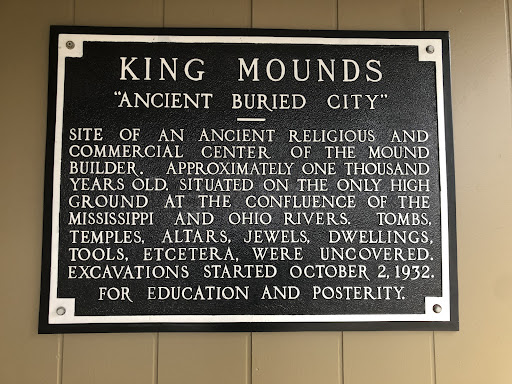 KING MOUNDS
"ANCIENT BURIED CITY"
SITE OF AN ANCIENT RELIGIOUS AND
COMMERCIAL CENTER OF THE MOUND
BUILDER. APPROXIMATELY ONE THOUSAND
YEARS OLD, SITUATED ON THE ONLY HIGH
GROUND AT THE CONFLUENCE OF THE
MISSISSIPPI AND OHIO RIVERS. TOMBS,
TEMPLES, ALTARS, JEWELS, DWELLINGS,
TOOLS, ETCETERA, WERE UNCOVERED.
EXCAVATIONS STARTED OCTOBER 2, 1932.
FOR EDUCATION AND POSTERITY.